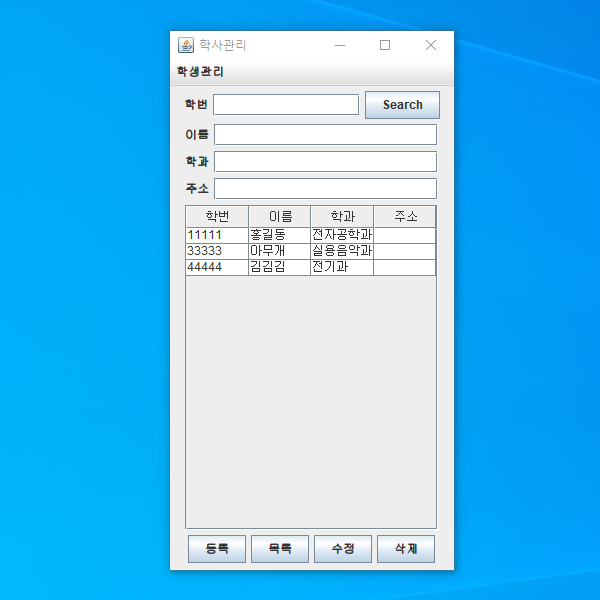 학사관리
학생관리
학번 Search
이름
학과
주소
학번 이름 학과 주소
11111 홍길동 전자공학과
33333 아무개 실용음악과
44444 김김김 전기과
등록 목록 수정 삭제